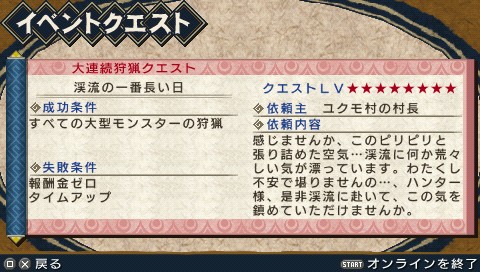 イベントクエスト
大連続狩猟クエスト
渓流の一番長い日
クエストLV★★★★★★★★
成功条件
すべての大型モンスターの狩猟
失敗条件
報酬金ゼロ
タイムアップ
依頼主 ユクモ村の村長
依頼内容
感じませんか、このピリピリと
張り詰めた空気…渓流に何か荒々
しい気が漂っています。わたくし
不安で堪りませんの…、ハンター
様、是非渓流に赴いて、この気を
鎮めていただけませんか。
戻る
START オンラインを終了